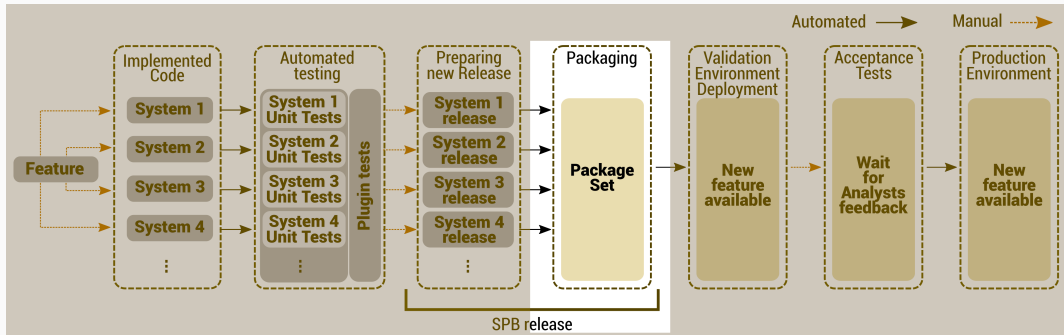 Automated
Manual
Implemented
Code
Automated
testing
Preparing
new Release
Packaging
Validation
Environment
Deployment
Acceptance
Tests
Production
Environment
Feature
System 1
System 2
System 3
System 4
⋮
System 1
Unit Tests
System 2
Unit Tests
System 3
Unit Tests
System 4
Unit Tests
⋮
Plugin tests
System 1
release
System 2
release
System 3
release
System 4
release
⋮
Package
Set
New
feature
available
Wait
for
Analysts
feedback
New
feature
available
SPB release